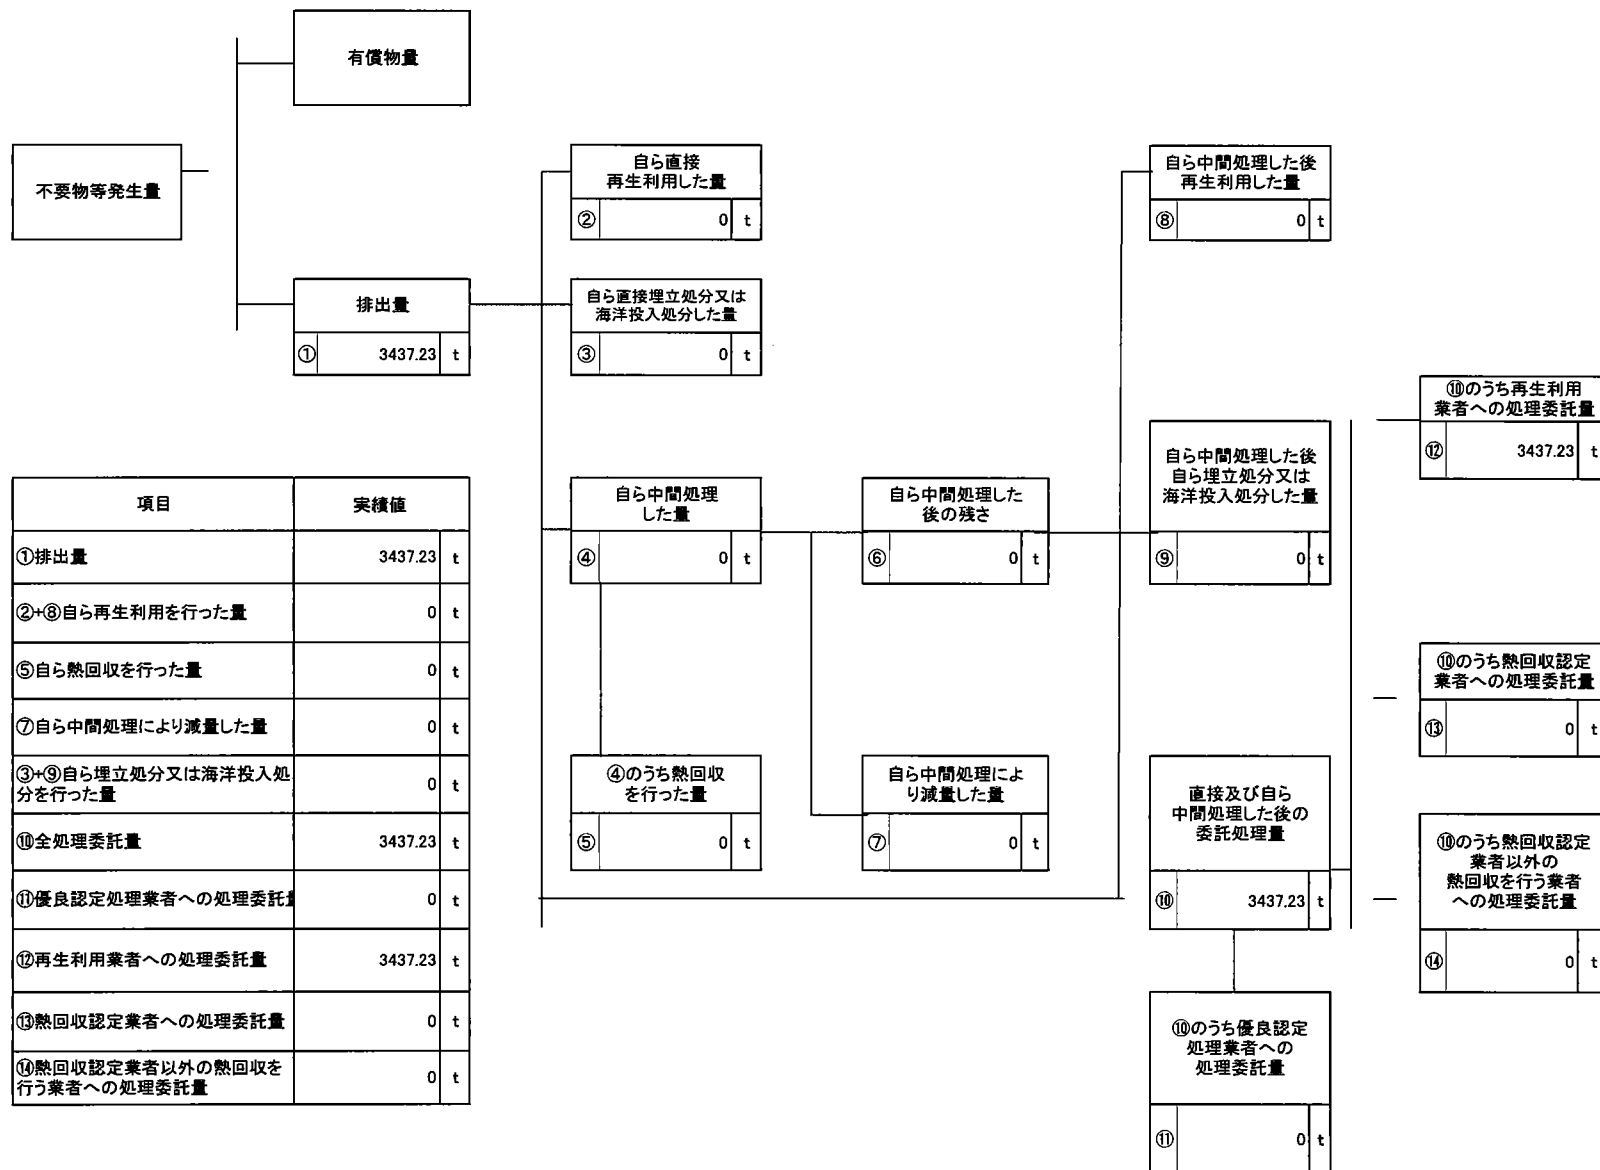 有償物量
不要物等発生量
排出量
① 3437.23 t
自ら直接
再生利用した量
② 0 t
自ら直接埋立処分又は
海洋投入処分した量
③ 0 t
自ら中間処理
した量
④ 0 t
④のうち熱回収
を行った量
⑤ 0 t
自ら中間処理した
後の残さ
⑥ 0 t
自ら中間処理によ
り減量した量
⑦ 0 t
自ら中間処理した後
再生利用した量
⑧ 0 t
自ら中間処理した後
自ら埋立処分又は
海洋投入処分した量
⑨ 0 t
直接及び自ら
中間処理した後の
委託処理量
⑩ 3437.23 t
⑩のうち優良認定
処理業者への
処理委託量
⑪ 0 t
⑩のうち再生利用
業者への処理委託量
⑫ 3437.23 t
⑩のうち熱回収認定
業者への処理委託量
⑬ 0 t
⑩のうち熱回収認定
業者以外の
熱回収を行う業者
への処理委託量
⑭ 0 t
項目 実績値
①排出量 3437.23 t
②+⑧自ら再生利用を行った量 0 t
⑤自ら熱回収を行った量 0 t
⑦自ら中間処理により減量した量 0 t
③+⑨自ら埋立処分又は海洋投入処
分を行った量 0 t
⑩全処理委託量 3437.23 t
⑪優良認定処理業者への処理委託量 0 t
⑫再生利用業者への処理委託量 3437.23 t
⑬熱回収認定業者への処理委託量 0 t
⑭熱回収認定業者以外の熱回収を
行う業者への処理委託量 0 t